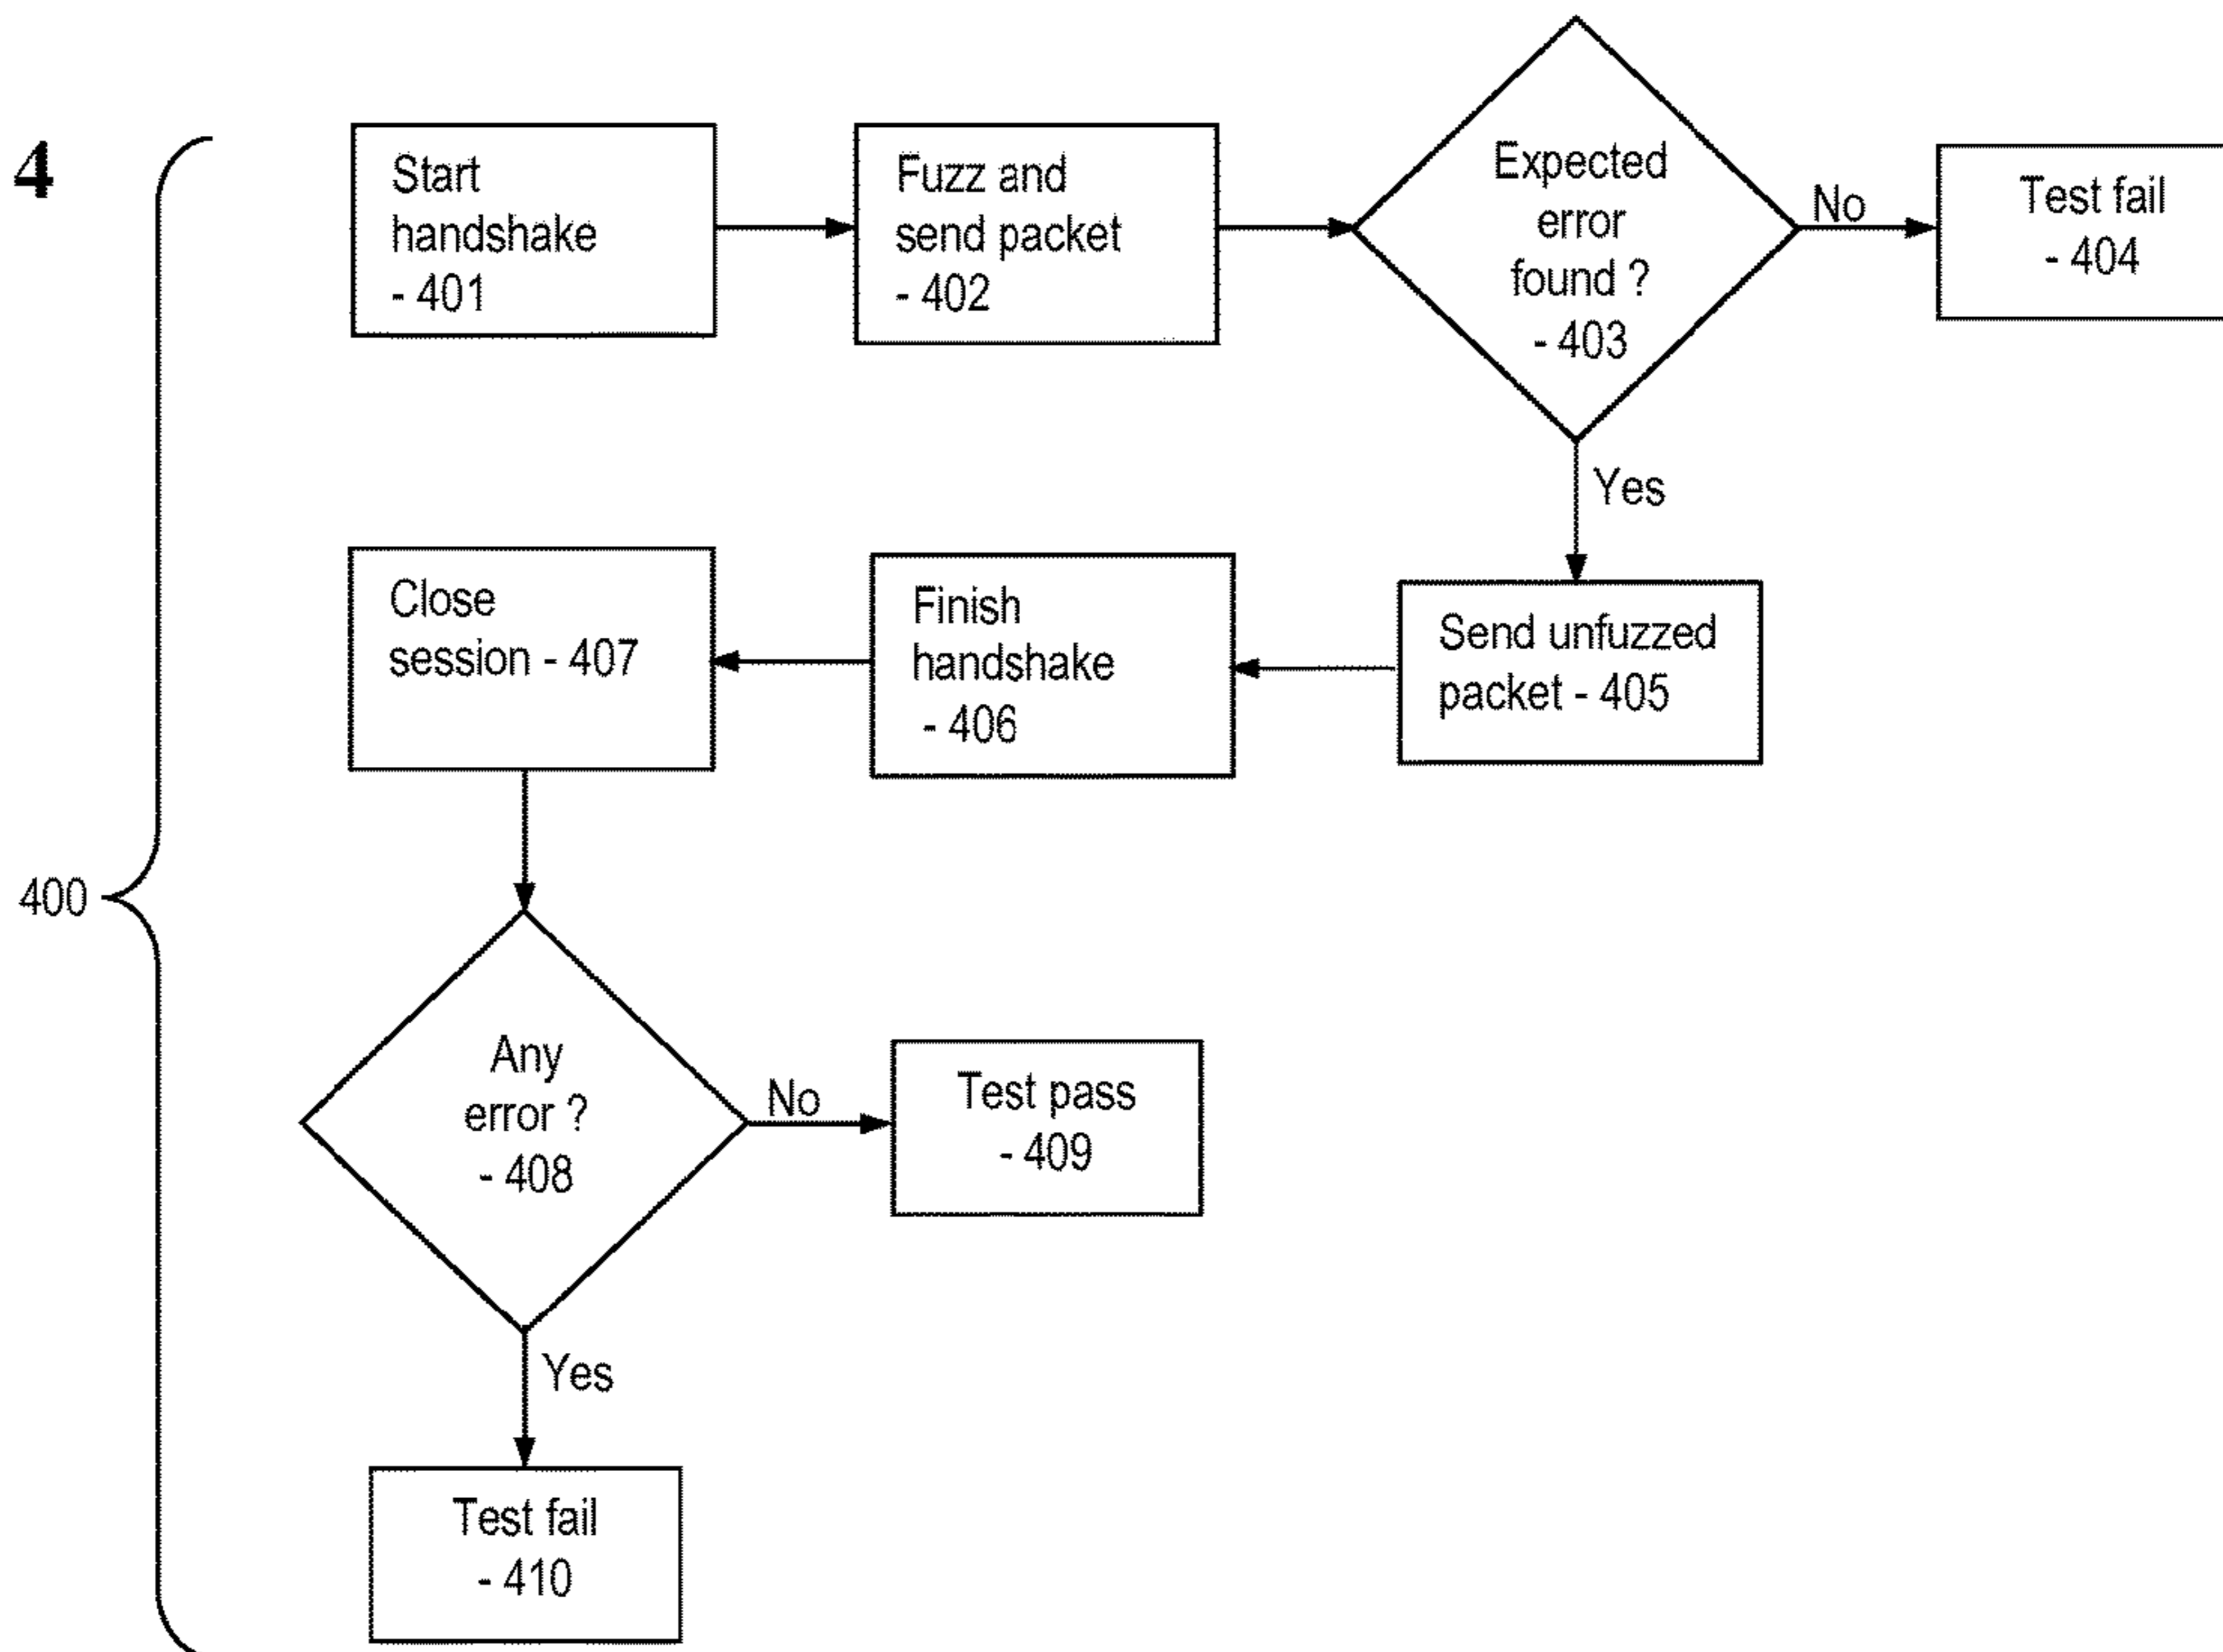 4
Start
handshake
- 401
Fuzz and
send packet
- 402
Expected
error
found ?
- 403
No
Test fail
- 404
Yes
Close
session - 407
Finish
handshake
- 406
Send unfuzzed
packet - 405
400
Any
error ?
- 408
No
Test pass
- 409
Yes
Test fail
- 410